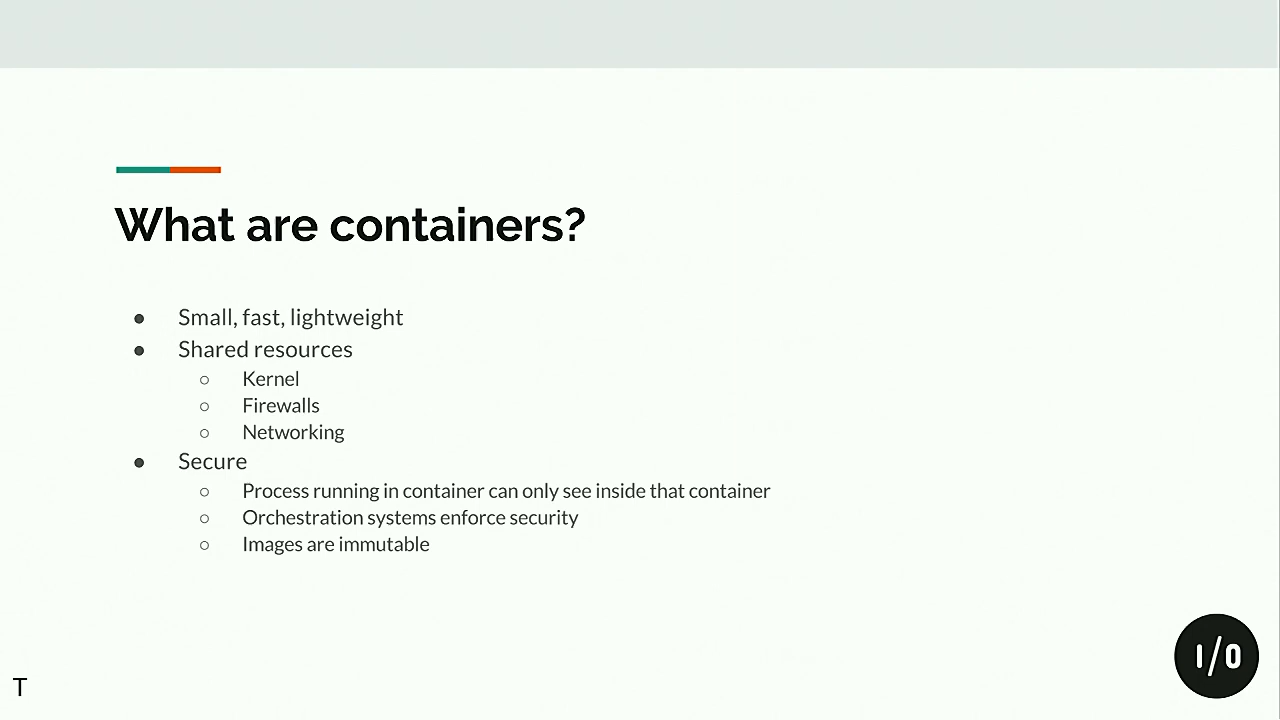 What are containers?
● Small, fast, lightweight
● Shared resources
○ Kernel
○ Firewalls
○ Networking
● Secure
○ Process running in container can only see inside that container
○ Orchestration systems enforce security
○ Images are immutable
I/O
T